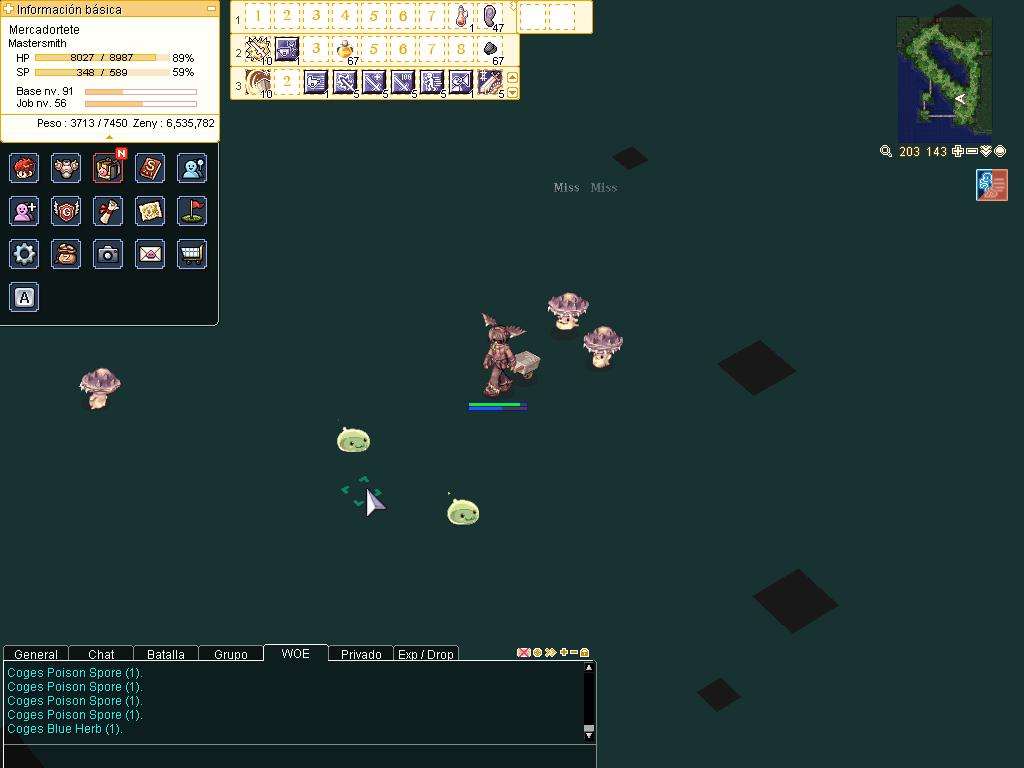 Información básica
Mercadortete
Mastersmith
HP 8027 / 8987 89%
SP 348 / 589 59%
Base nv. 91
Job nv. 56
Peso : 3713 / 7450 Zeny : 6,535,782
N
A
1 1 2 3 4 5 6 7 1 47
2 10 1 3 67 5 6 7 8 67
3 10 2 1 5 5 5 5 1 5
203 143
Miss Miss
General Chat Batalla Grupo WOE Privado Exp / Drop
Coges Poison Spore (1).
Coges Poison Spore (1).
Coges Poison Spore (1).
Coges Poison Spore (1).
Coges Blue Herb (1).